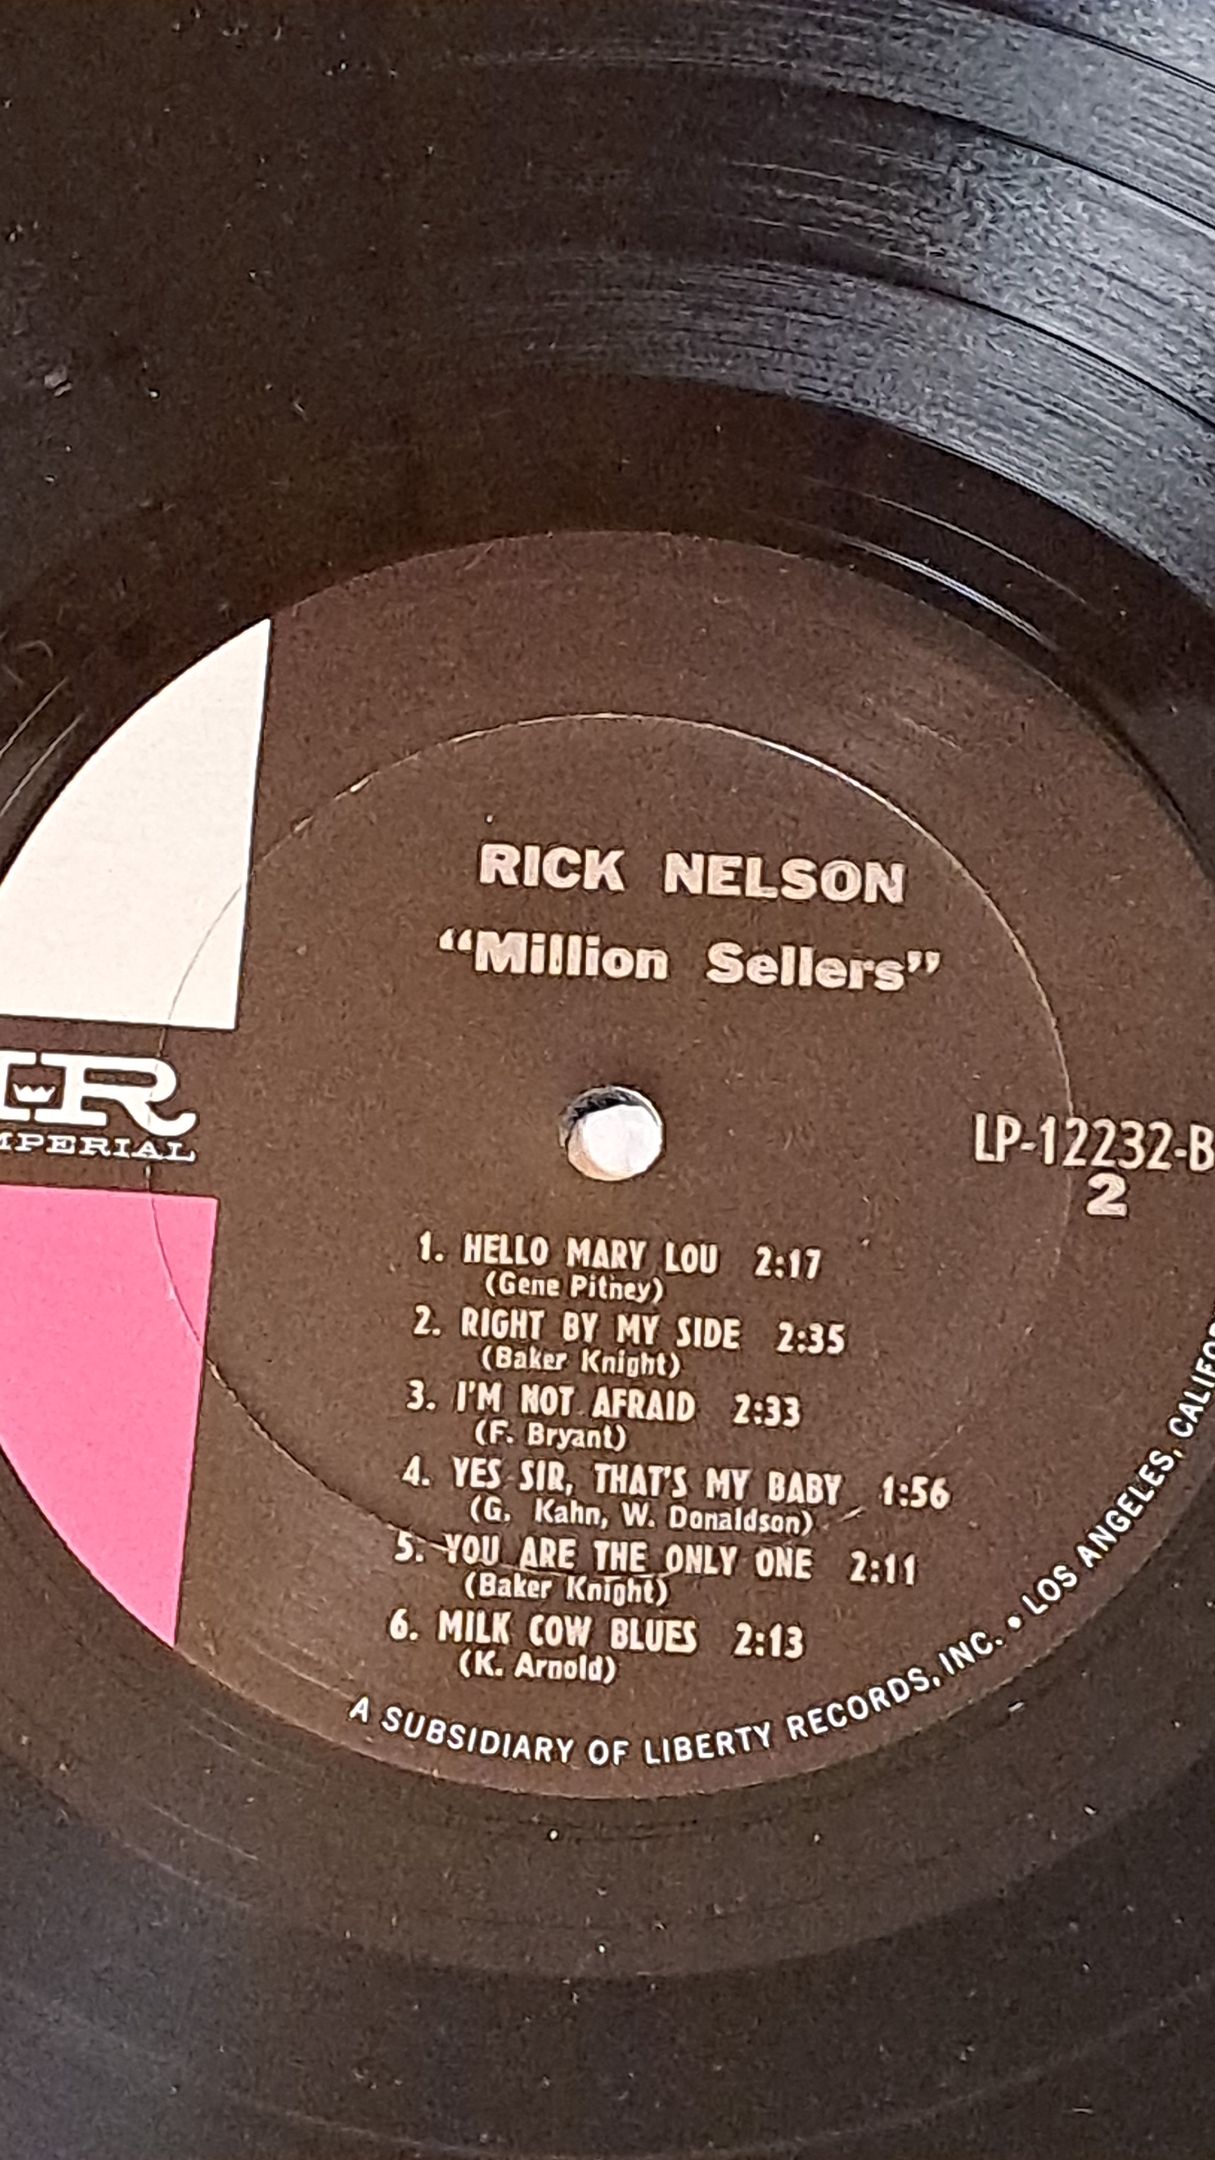 RICK NELSON
“Million Sellers”
IR
IMPERIAL
LP-12232-B
2
1. HELLO MARY LOU 2:17
(Gene Pitney)
2. RIGHT BY MY SIDE 2:35
(Baker Knight)
3. I'M NOT AFRAID 2:33
(F. Bryant)
4. YES SIR, THAT'S MY BABY 1:56
(G. Kahn, W. Donaldson)
5. YOU ARE THE ONLY ONE 2:11
(Baker Knight)
6. MILK COW BLUES 2:13
(K. Arnold)
A SUBSIDIARY OF LIBERTY RECORDS, INC. • LOS ANGELES,